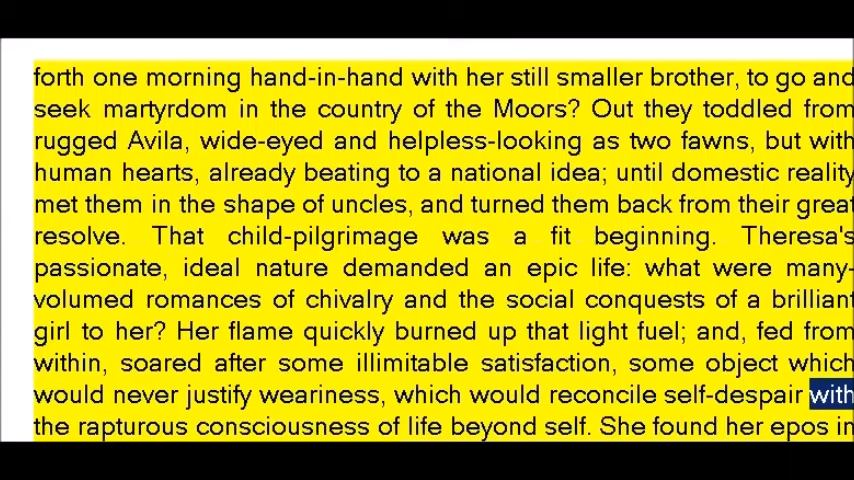 forth one morning hand-in-hand with her still smaller brother, to go and
seek martyrdom in the country of the Moors? Out they toddled from
rugged Avila, wide-eyed and helpless-looking as two fawns, but with
human hearts, already beating to a national idea; until domestic reality
met them in the shape of uncles, and turned them back from their great
resolve. That child-pilgrimage was a fit beginning. Theresa's
passionate, ideal nature demanded an epic life: what were many-
volumed romances of chivalry and the social conquests of a brilliant
girl to her? Her flame quickly burned up that light fuel; and, fed from
within, soared after some illimitable satisfaction, some object which
would never justify weariness, which would reconcile self-despair with
the rapturous consciousness of life beyond self. She found her epos in